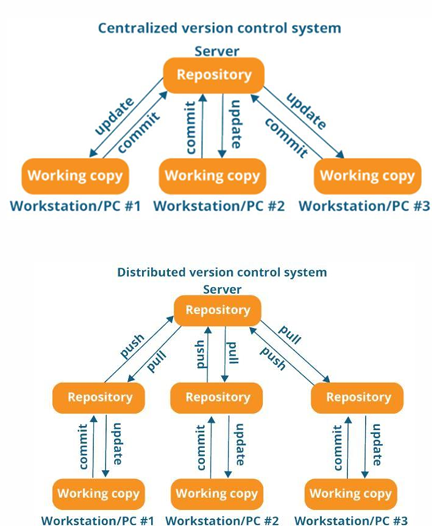 Centralized version control system
Server
Repository
update
commit
commit
update
update
commit
Working copy
Working copy
Working copy
Workstation/PC #1
Workstation/PC #2
Workstation/PC #3
Distributed version control system
Server
Repository
push
pull
push
pull
pull
push
Repository
Repository
Repository
commit
update
commit
update
commit
update
Working copy
Working copy
Working copy
Workstation/PC #1
Workstation/PC #2
Workstation/PC #3